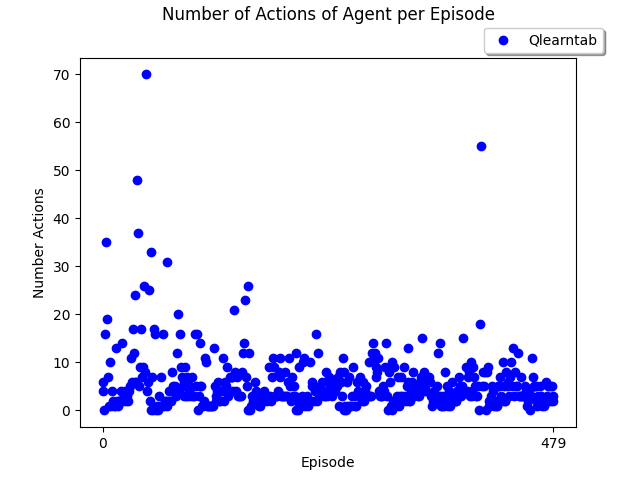 Number of Actions of Agent per Episode
Qlearntab
70
60
50
40
30
20
10
0
Number Actions
0 479
Episode